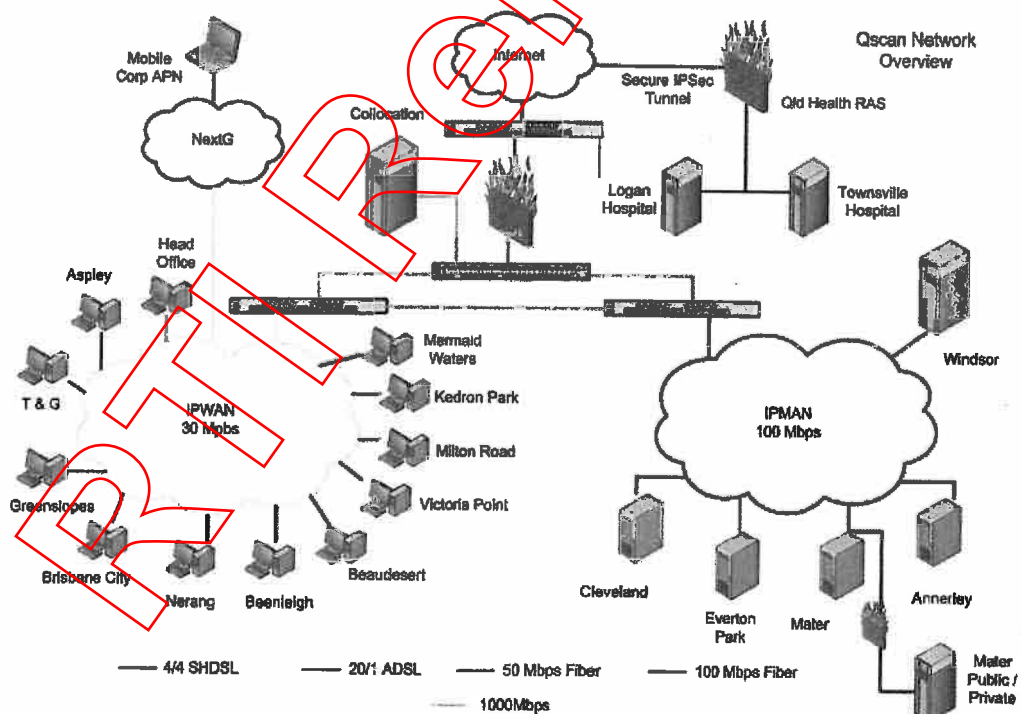 Qscan Network
Overview
Mobile
Corp APN
Internet
Secure IPSec
Tunnel
Qld Health RAS
NextG
Collocation
Logan
Hospital
Townsville
Hospital
Head
Office
Aspley
Windsor
Mermaid
Waters
T & G
Kedron Park
IPWAN
30 Mpbs
IPMAN
100 Mbps
Milton Road
Greenslopes
Victoria Point
Brisbane City
Nerang
Beenleigh
Beaudesert
Cleveland
Everton
Park
Mater
Annerley
Mater
Public /
Private
4/4 SHDSL
20/1 ADSL
50 Mbps Fiber
100 Mbps Fiber
1000Mbps